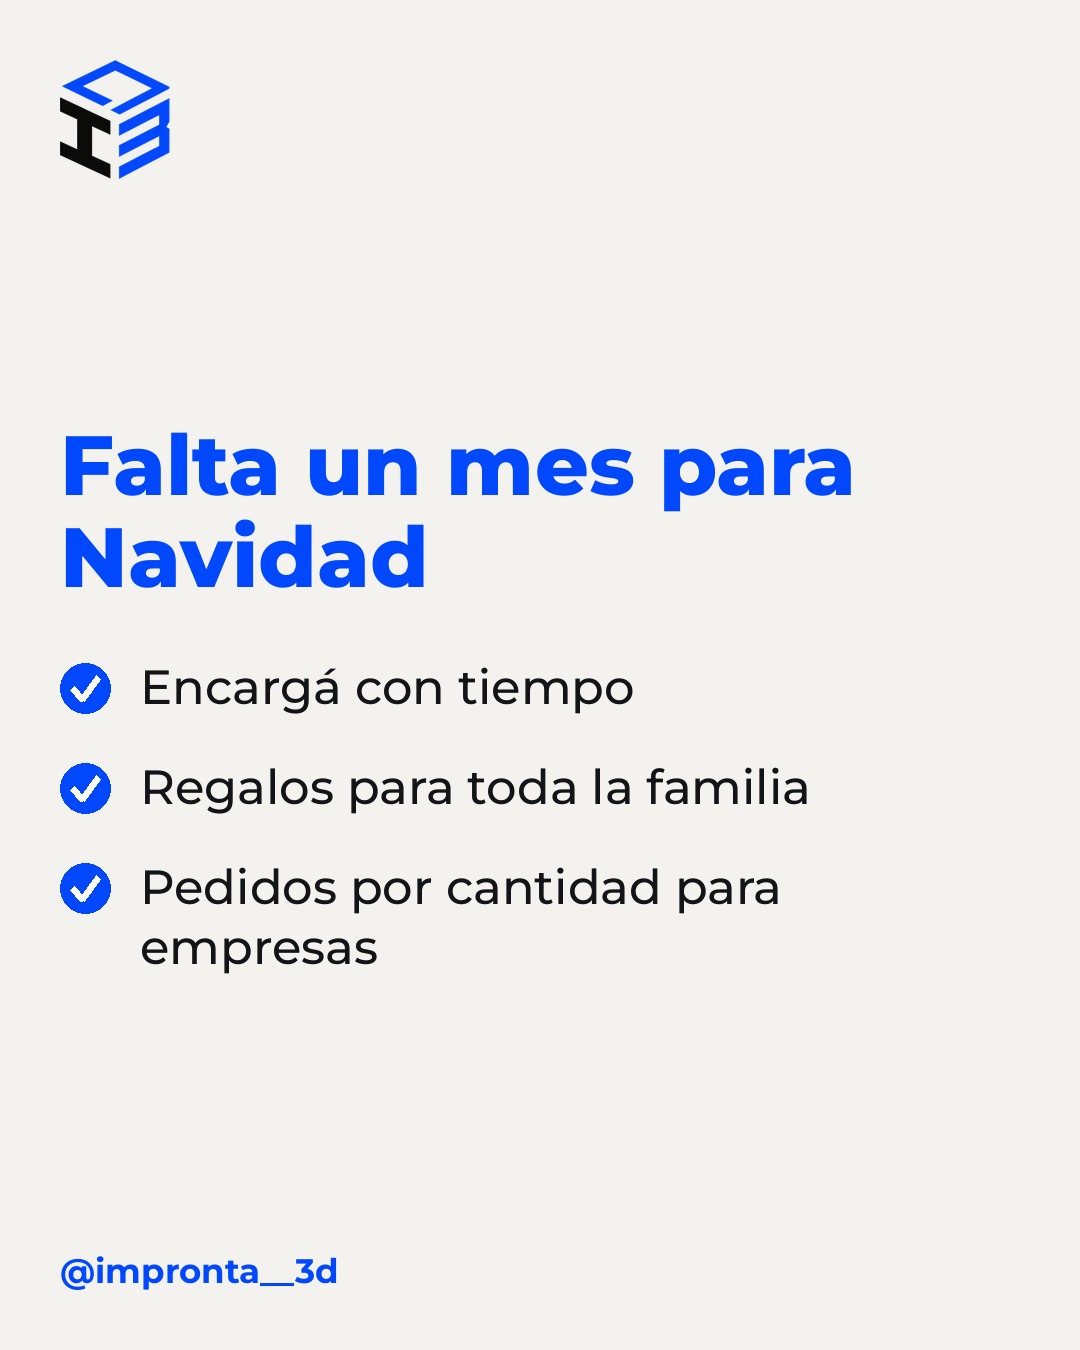 Falta un mes para
Navidad
Encargá con tiempo
Regalos para toda la familia
Pedidos por cantidad para
empresas
@impronta__3d